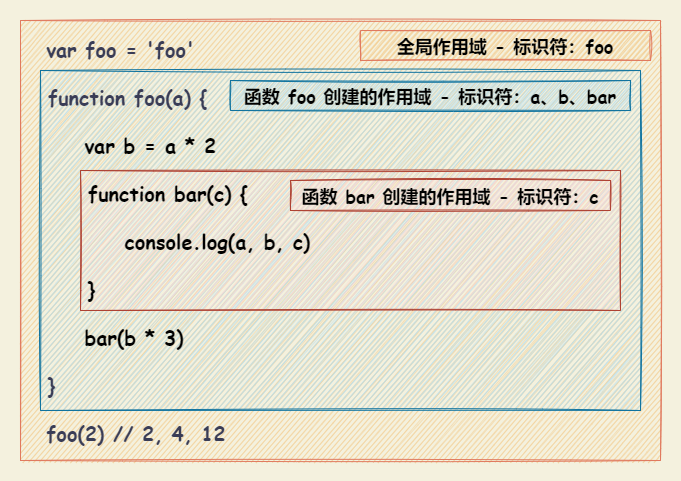 var foo = 'foo'
全局作用域 - 标识符：foo
function foo(a) {
函数 foo 创建的作用域 - 标识符：a、b、bar
var b = a * 2
function bar(c) {
函数 bar 创建的作用域 - 标识符：c
console.log(a, b, c)
}
bar(b * 3)
}
foo(2) // 2, 4, 12